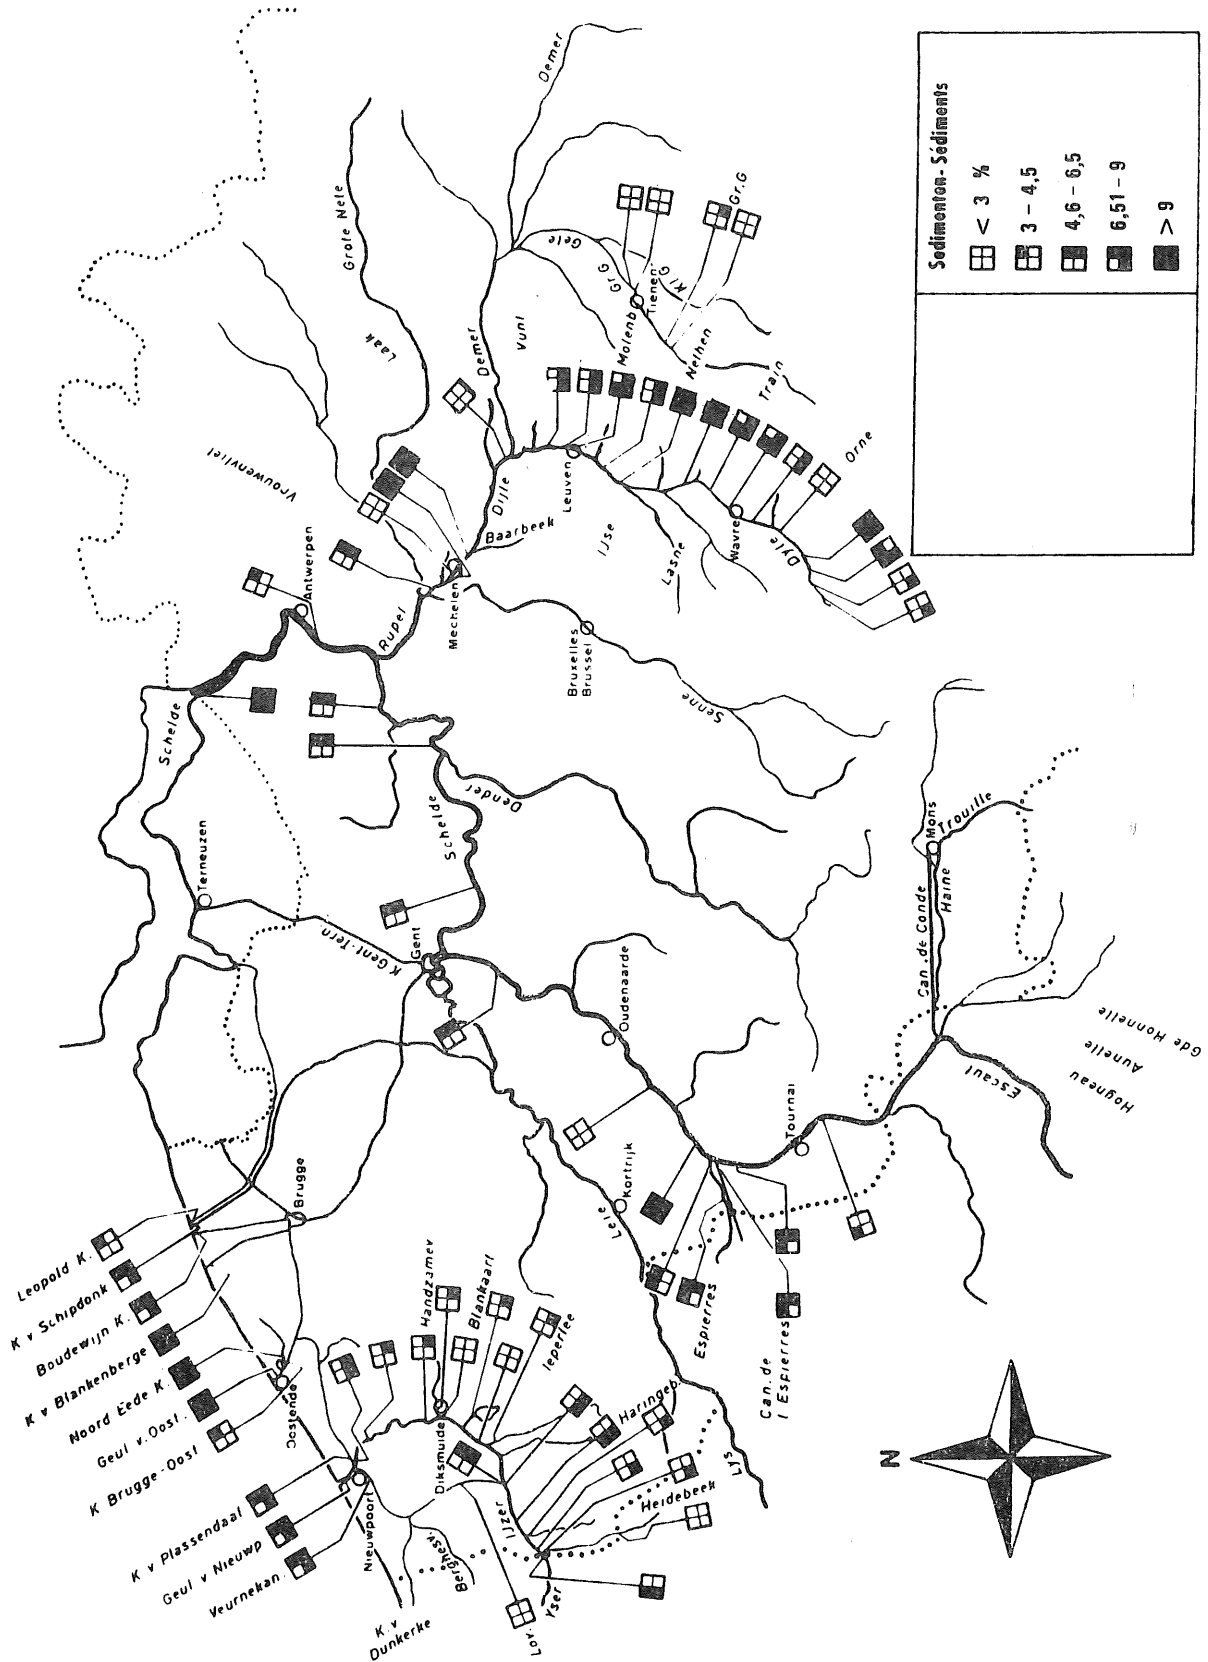 Sedimenten-Sédiments
< 3 %
3 - 4,5
4,6 - 6,5
6,51 - 9
> 9
Demer
Grote Nete
Laak
Gete
Gr.G
Gr.G
Kl.G
Tienen
Molenb
Vunt
Demer
Nethen
Train
Vrouwenvliet
Dijle
Leuven
Baarbeek
IJse
Lasne
Wavre
Dyle
Orne
Antwerpen
Rupel
Mechelen
Bruxelles
Brussel
Senne
Schelde
Dender
Schelde
Terneuzen
K Gent-Tern
Gent
Oudenaarde
Mons
Trouille
Haine
Can. de Conde
Gde Honnelle
Aunelle
Hogneau
Escaut
Tournai
Kortrijk
Leie
Brugge
Leopold K.
K v Schipdonk
Boudewijn K.
K v Blankenberge
Noord Eede K.
Geul v. Oost.
K Brugge-Oost
Oostende
K v Plassendaal
Geul v Nieuwp
Veurnekan.
Nieuwpoort
Handzamev
Blankaart
Ieperlee
Diksmuide
Haringeb.
Heidebeek
IJzer
Yser
Lov.
Berghesv.
K. v
Dunkerke
Lys
Espierres
Can. de
l Espierres
N